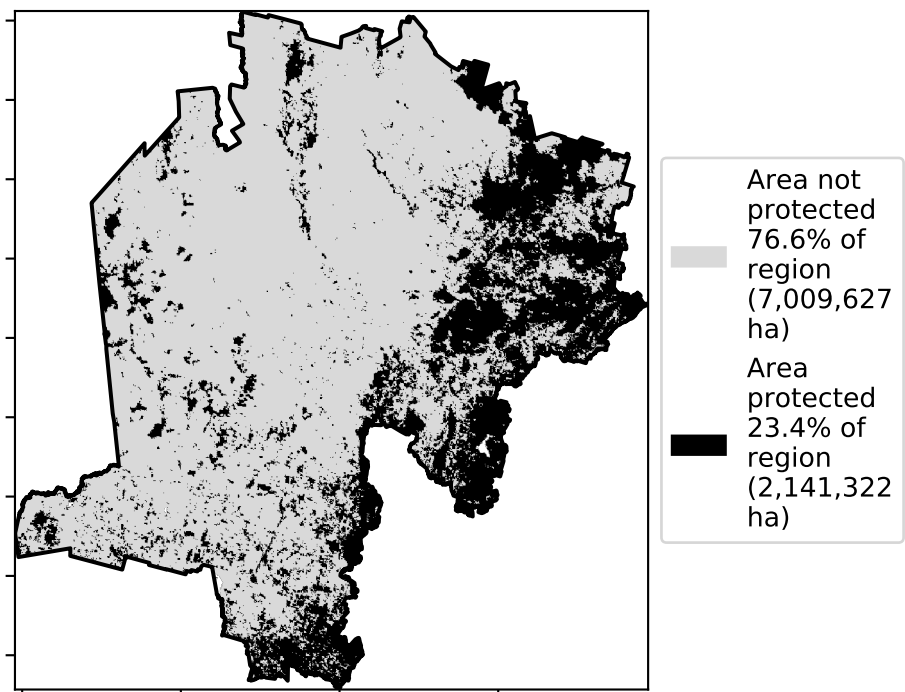 Area not
protected
76.6% of
region
(7,009,627
ha)
Area
protected
23.4% of
region
(2,141,322
ha)